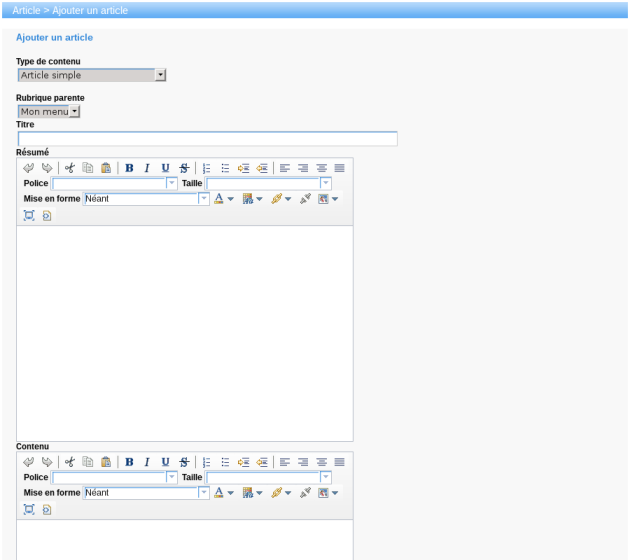 Article > Ajouter un article
Ajouter un article
Type de contenu
Article simple
Rubrique parente
Mon menu
Titre
Résumé
B I U S
Police Taille
Mise en forme Néant A
Contenu
B I U S
Police Taille
Mise en forme Néant A